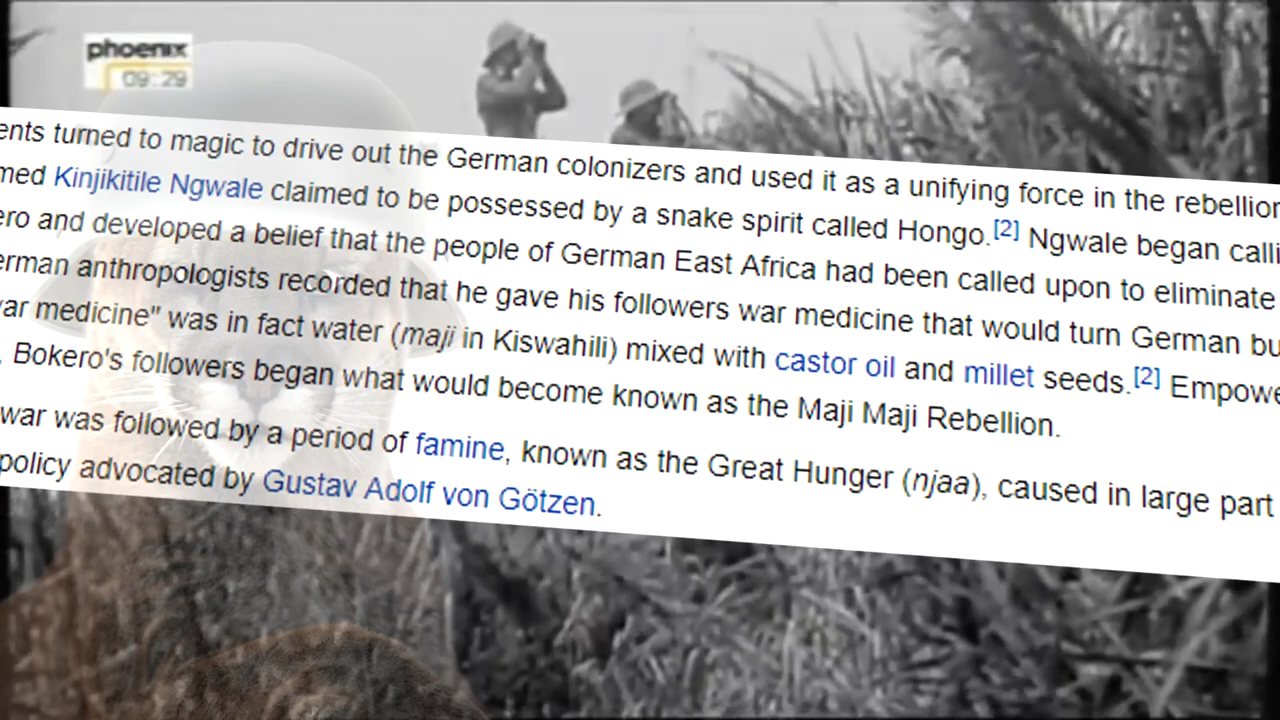 phoenix
09:29
ents turned to magic to drive out the German colonizers and used it as a unifying force in the rebellion
med Kinjikitile Ngwale claimed to be possessed by a snake spirit called Hongo.[2] Ngwale began calli
ero and developed a belief that the people of German East Africa had been called upon to eliminate
erman anthropologists recorded that he gave his followers war medicine that would turn German bu
ar medicine" was in fact water (maji in Kiswahili) mixed with castor oil and millet seeds.[2] Empowe
, Bokero's followers began what would become known as the Maji Maji Rebellion.
war was followed by a period of famine, known as the Great Hunger (njaa), caused in large part
policy advocated by Gustav Adolf von Götzen.